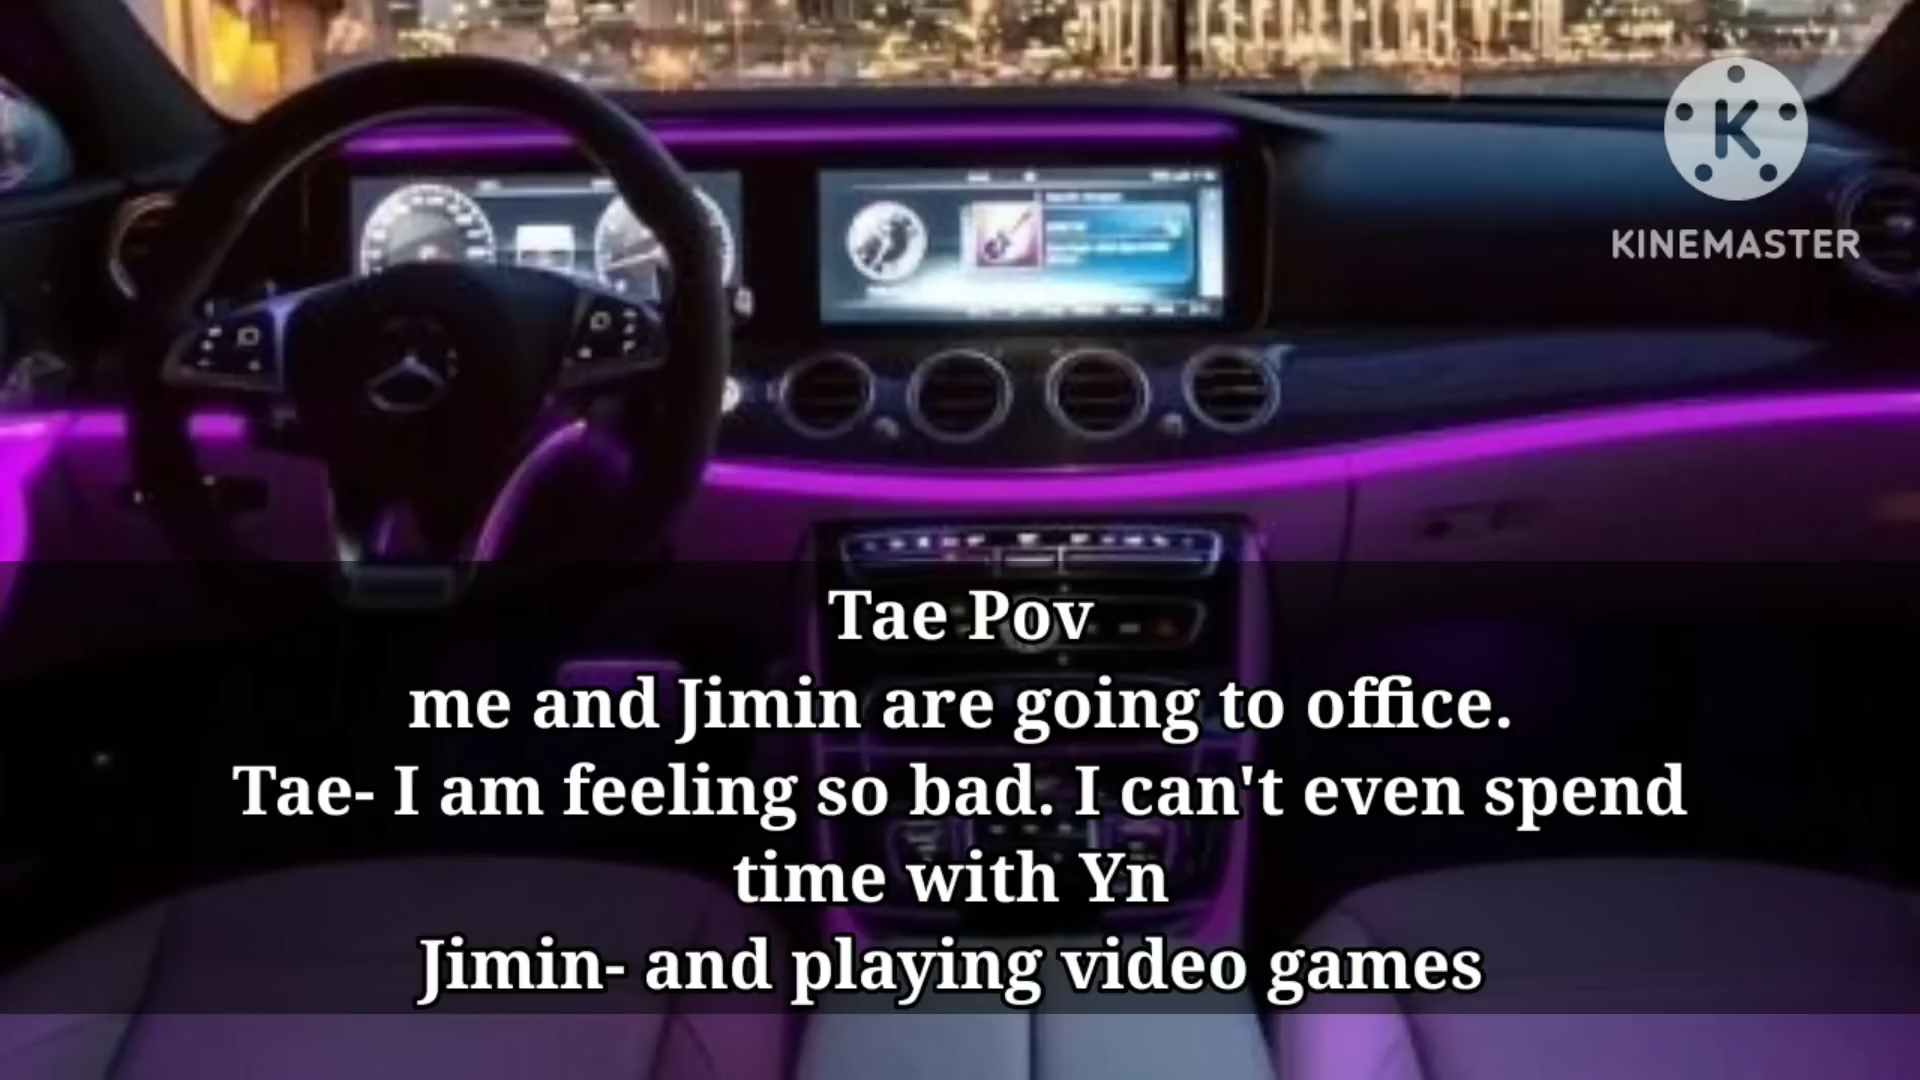 K
KINEMASTER
Tae Pov
me and Jimin are going to office.
Tae- I am feeling so bad. I can't even spend
time with Yn
Jimin- and playing video games